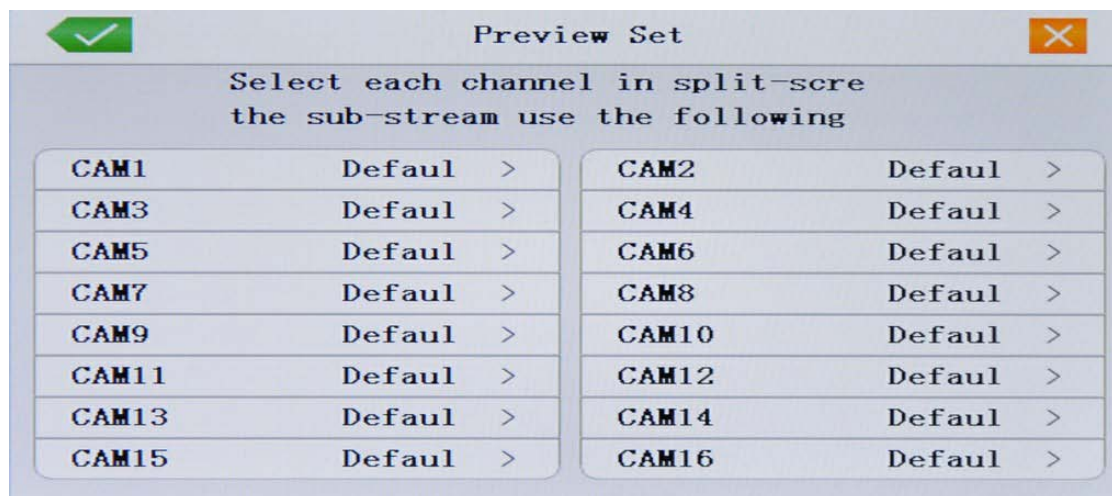 Preview Set
Select each channel in split-scre
the sub-stream use the following
CAM1 Defaul > CAM2 Defaul >
CAM3 Defaul > CAM4 Defaul >
CAM5 Defaul > CAM6 Defaul >
CAM7 Defaul > CAM8 Defaul >
CAM9 Defaul > CAM10 Defaul >
CAM11 Defaul > CAM12 Defaul >
CAM13 Defaul > CAM14 Defaul >
CAM15 Defaul > CAM16 Defaul >